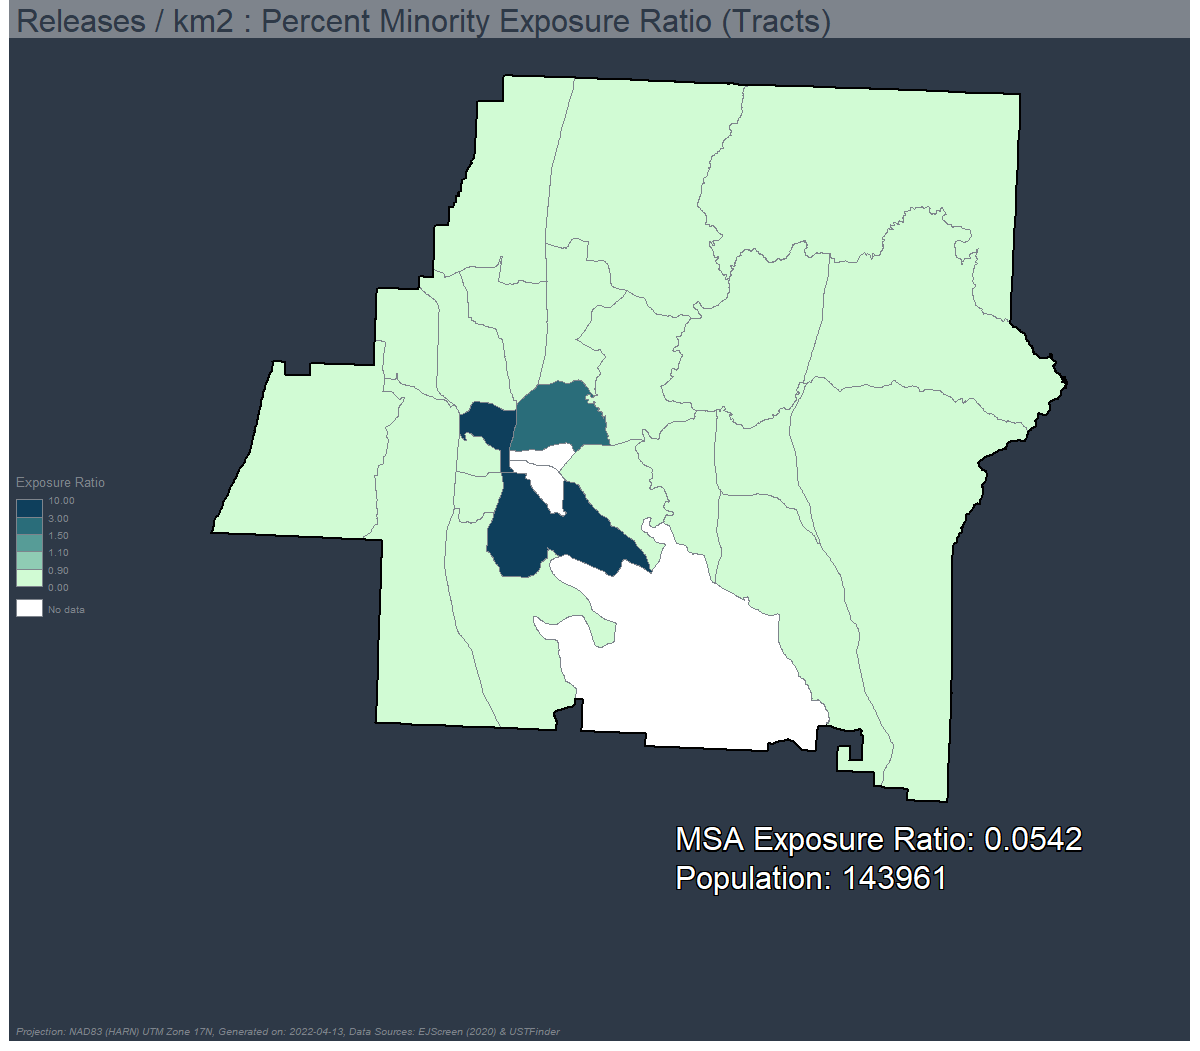 Releases / km2 : Percent Minority Exposure Ratio (Tracts)
Exposure Ratio
10.00
3.00
1.50
1.10
0.90
0.00
No data
MSA Exposure Ratio: 0.0542
Population: 143961
Projection: NAD83 (HARN) UTM Zone 17N, Generated on: 2022-04-13, Data Sources: EJScreen (2020) & USTFinder